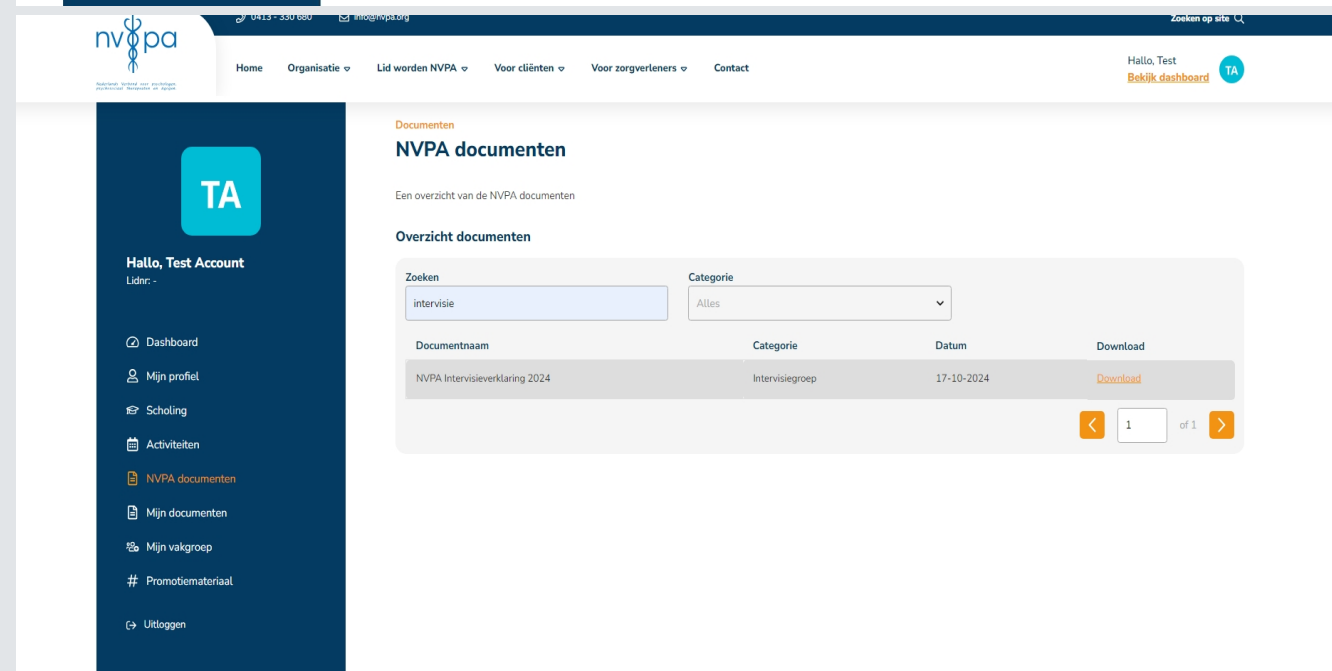 0413 - 330 680 info@nvpa.org Zoeken op site
nvpa
Home Organisatie Lid worden NVPA Voor cliënten Voor zorgverleners Contact
Hallo, Test
Bekijk dashboard
TA
TA
Hallo, Test Account
Lidnr: -
Dashboard
Mijn profiel
Scholing
Activiteiten
NVPA documenten
Mijn documenten
Mijn vakgroep
# Promotiemateriaal
Uitloggen
Documenten
NVPA documenten
Een overzicht van de NVPA documenten
Overzicht documenten
Zoeken Categorie
intervisie Alles
Documentnaam Categorie Datum Download
NVPA Intervisieverklaring 2024 Intervisiegroep 17-10-2024 Download
1 of 1